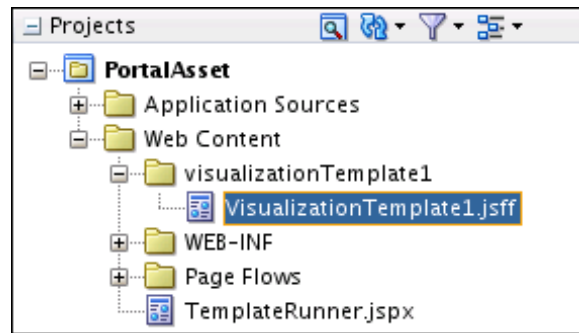 Projects
PortalAsset
Application Sources
Web Content
visualizationTemplate1
VisualizationTemplate1.jsff
WEB-INF
Page Flows
TemplateRunner.jspx